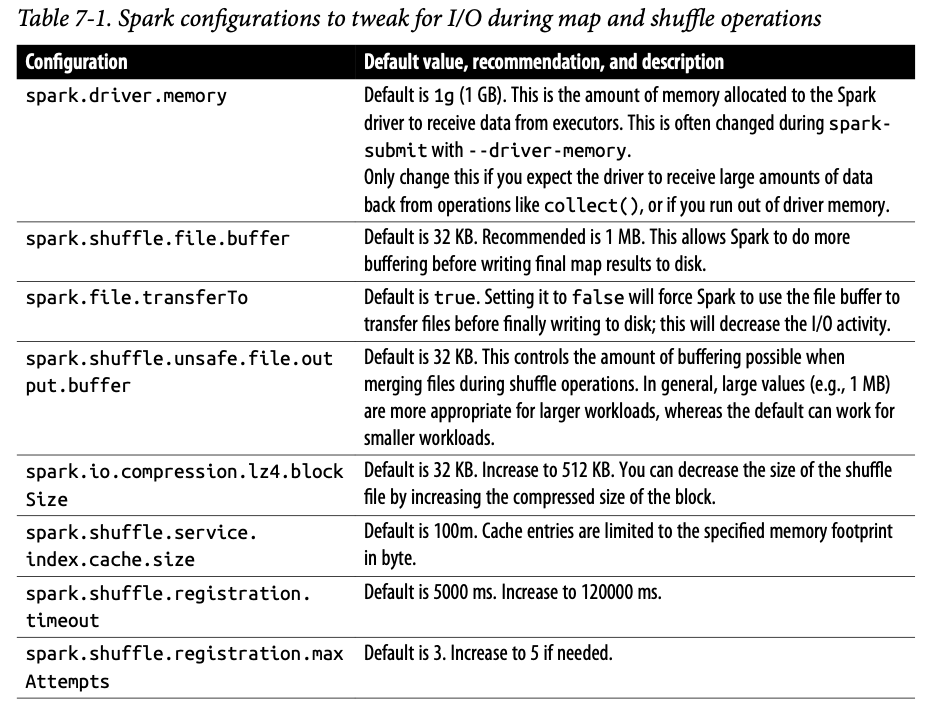 Table 7-1. Spark configurations to tweak for I/O during map and shuffle operations
Configuration
Default value, recommendation, and description
spark.driver.memory
Default is 1g (1 GB). This is the amount of memory allocated to the Spark
driver to receive data from executors. This is often changed during spark-
submit with --driver-memory.
Only change this if you expect the driver to receive large amounts of data
back from operations like collect(), or if you run out of driver memory.
spark.shuffle.file.buffer
Default is 32 KB. Recommended is 1 MB. This allows Spark to do more
buffering before writing final map results to disk.
spark.file.transferTo
Default is true. Setting it to false will force Spark to use the file buffer to
transfer files before finally writing to disk; this will decrease the I/O activity.
spark.shuffle.unsafe.file.out
put.buffer
Default is 32 KB. This controls the amount of buffering possible when
merging files during shuffle operations. In general, large values (e.g., 1 MB)
are more appropriate for larger workloads, whereas the default can work for
smaller workloads.
spark.io.compression.lz4.block
Size
Default is 32 KB. Increase to 512 KB. You can decrease the size of the shuffle
file by increasing the compressed size of the block.
spark.shuffle.service.
index.cache.size
Default is 100m. Cache entries are limited to the specified memory footprint
in byte.
spark.shuffle.registration.
timeout
Default is 5000 ms. Increase to 120000 ms.
spark.shuffle.registration.max
Attempts
Default is 3. Increase to 5 if needed.